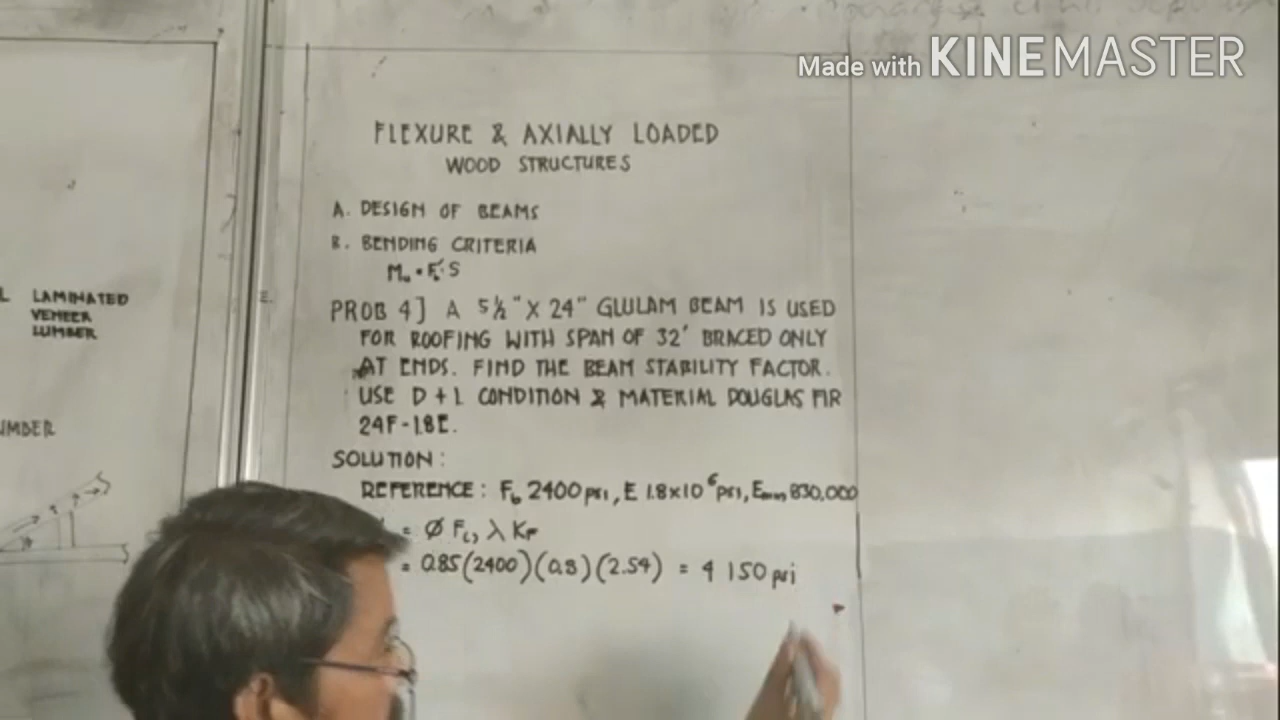 Made with KINEMASTER
FLEXURE & AXIALLY LOADED
WOOD STRUCTURES
A. DESIGN OF BEAMS
B. BENDING CRITERIA
PROB 4] A 5½" X 24" GLULAM BEAM IS USED
FOR ROOFING WITH SPAN OF 32' BRACED ONLY
AT ENDS. FIND THE BEAM STABILITY FACTOR.
USE D + L CONDITION & MATERIAL DOUGLAS FIR
24F-1.8E.
SOLUTION:
REFERENCE: Fb 2400 psi, E 1.8x10⁶ psi, Emin 830,000
= φ Fb λ KF
= 0.85(2400)(0.8)(2.54) = 4 150 psi
LAMINATED
VENEER
LUMBER